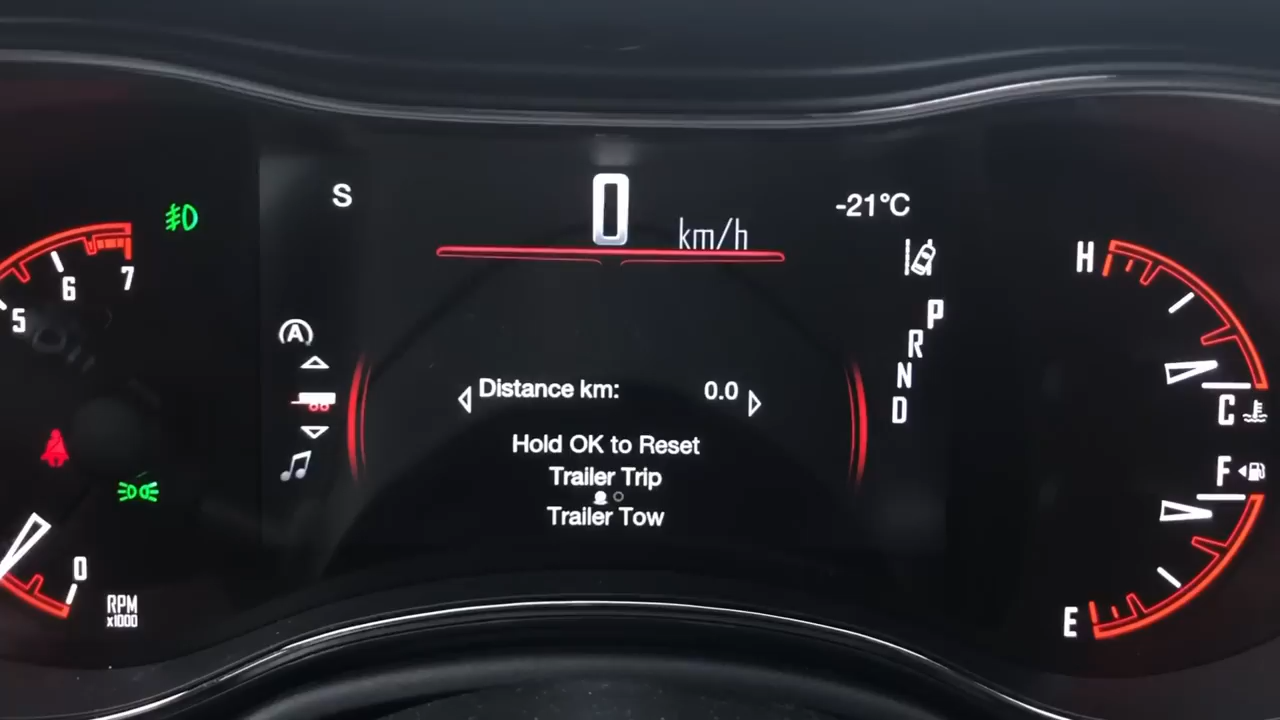 S
0 km/h
-21°C
5 6 7
H
P
R
N
D
A
Distance km: 0.0
C
Hold OK to Reset
Trailer Trip
F
Trailer Tow
0
RPM
x1000
E